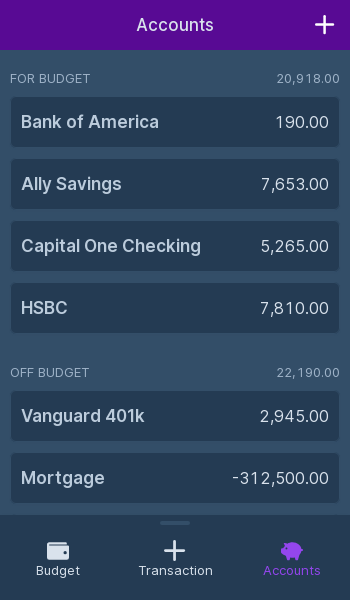 Accounts
FOR BUDGET 20,918.00
Bank of America 190.00
Ally Savings 7,653.00
Capital One Checking 5,265.00
HSBC 7,810.00
OFF BUDGET 22,190.00
Vanguard 401k 2,945.00
Mortgage -312,500.00
Budget Transaction Accounts